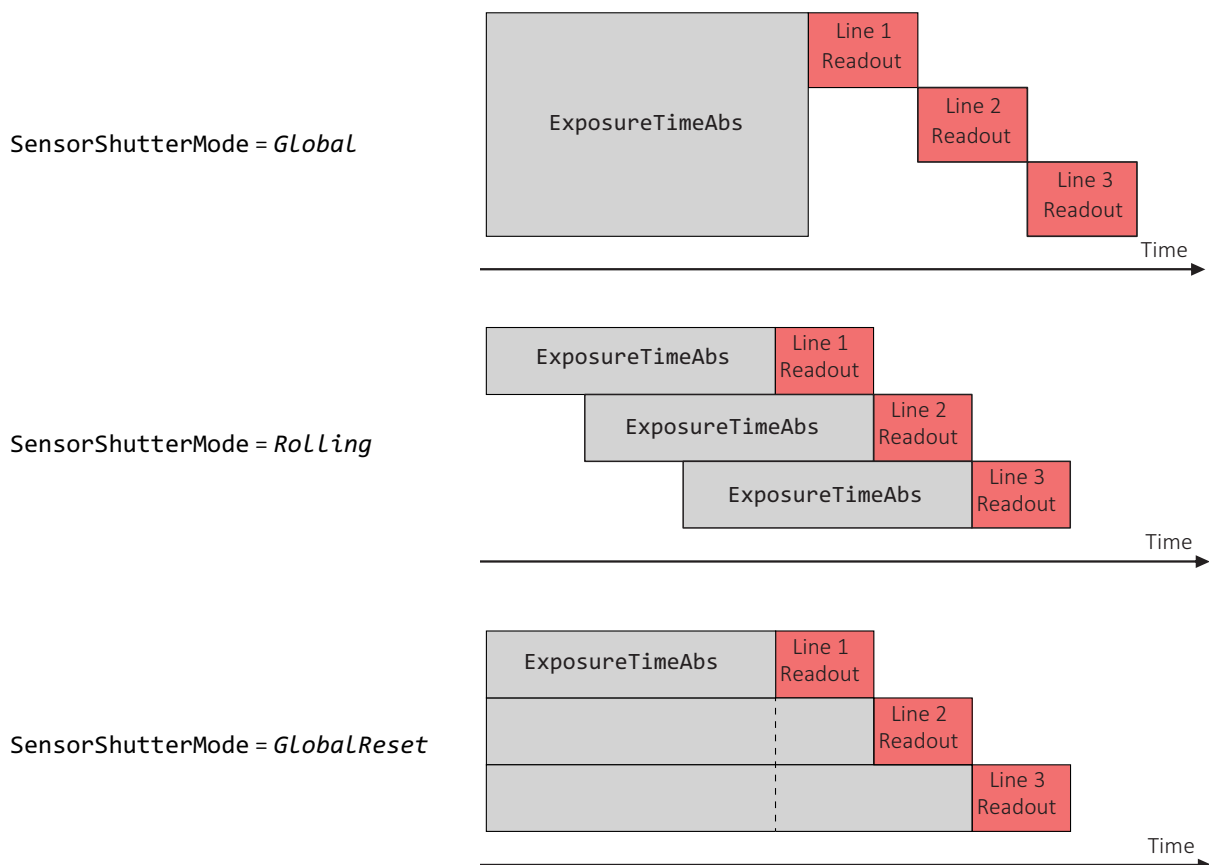 Line 1
Readout
Line 2
Readout
Line 3
Readout
ExposureTimeAbs
SensorShutterMode = Global
Time
Line 1
Readout
ExposureTimeAbs
Line 2
Readout
ExposureTimeAbs
SensorShutterMode = Rolling
Line 3
Readout
ExposureTimeAbs
Time
Line 1
Readout
ExposureTimeAbs
Line 2
Readout
SensorShutterMode = GlobalReset
Line 3
Readout
Time